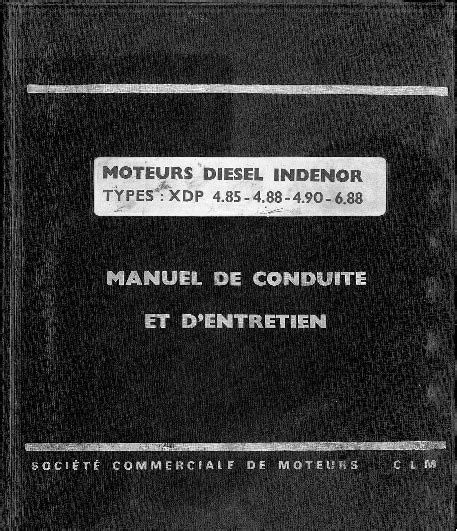 MOTEURS DIESEL INDENOR
TYPES : XDP 4.85 - 4.88 - 4.90 - 6.88
MANUEL DE CONDUITE
ET D'ENTRETIEN
SOCIÉTÉ COMMERCIALE DE MOTEURS C L M